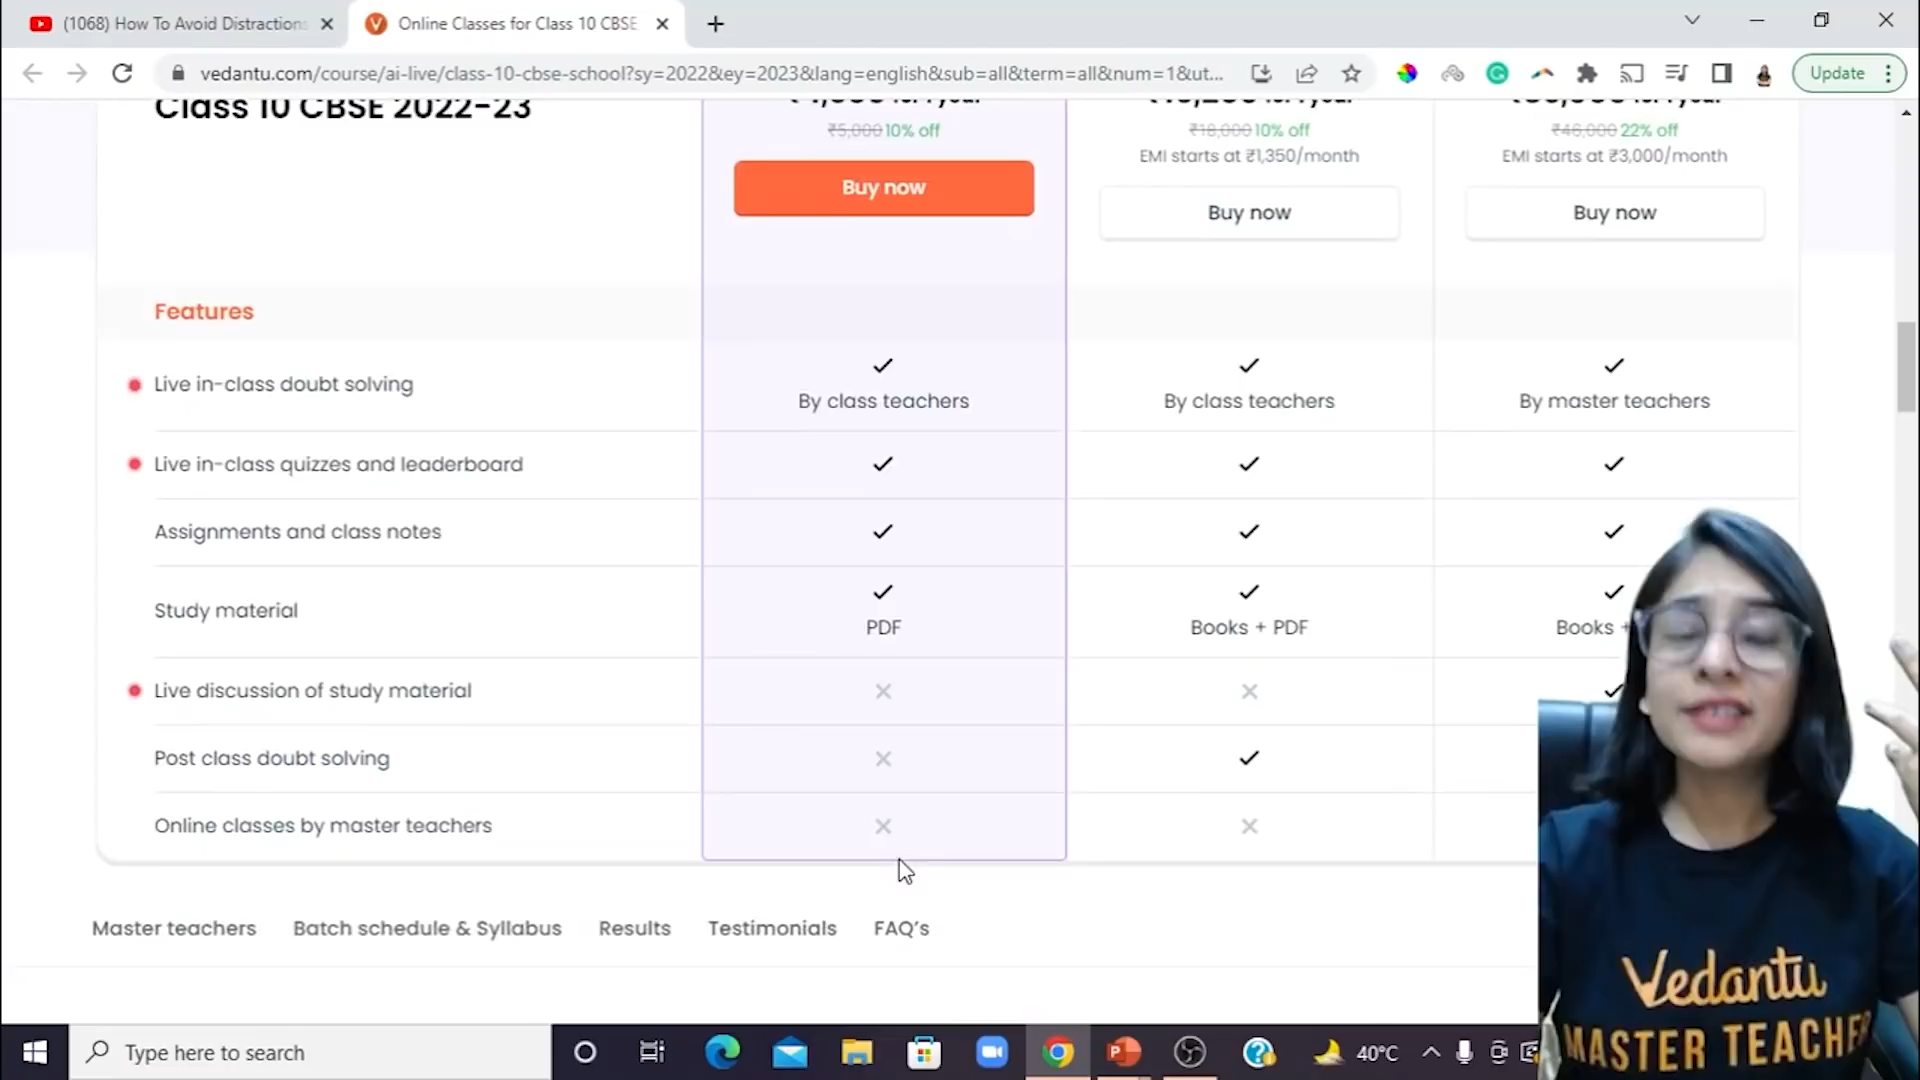 (1068) How To Avoid Distractions
Online Classes for Class 10 CBSE
vedantu.com/course/ai-live/class-10-cbse-school?sy=2022&ey=2023&lang=english&sub=all&term=all&num=1&ut...
Update
Class 10 CBSE 2022-23
₹5,000 10% off
₹18,000 10% off
₹46,000 22% off
EMI starts at ₹1,350/month
EMI starts at ₹3,000/month
Buy now
Buy now
Buy now
Features
Live in-class doubt solving
By class teachers
By class teachers
By master teachers
Live in-class quizzes and leaderboard
Assignments and class notes
Study material
PDF
Books + PDF
Books +
Live discussion of study material
Post class doubt solving
Online classes by master teachers
Master teachers
Batch schedule & Syllabus
Results
Testimonials
FAQ's
Vedantu
MASTER TEACHER
Type here to search
40°C